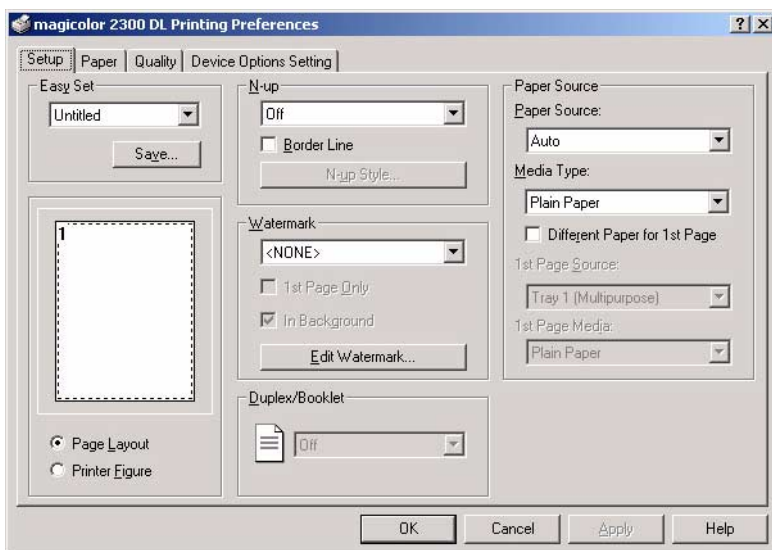 magicolor 2300 DL Printing Preferences
Setup Paper Quality Device Options Setting
Easy Set
Untitled
Save...
1
Page Layout
Printer Figure
N-up
Off
Border Line
N-up Style...
Watermark
<NONE>
1st Page Only
In Background
Edit Watermark...
Duplex/Booklet
Off
Paper Source
Paper Source:
Auto
Media Type:
Plain Paper
Different Paper for 1st Page
1st Page Source:
Tray 1 (Multipurpose)
1st Page Media:
Plain Paper
OK Cancel Apply Help